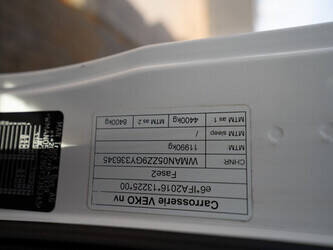 Carrosserie VEKO nv
e6*IFA2016*13225*00
Fase2
CHNR WMAN05ZZ9GY336345
MTM 11990kg
MTM sleep /
MTM as 1 4400kg MTM as 2 8400kg